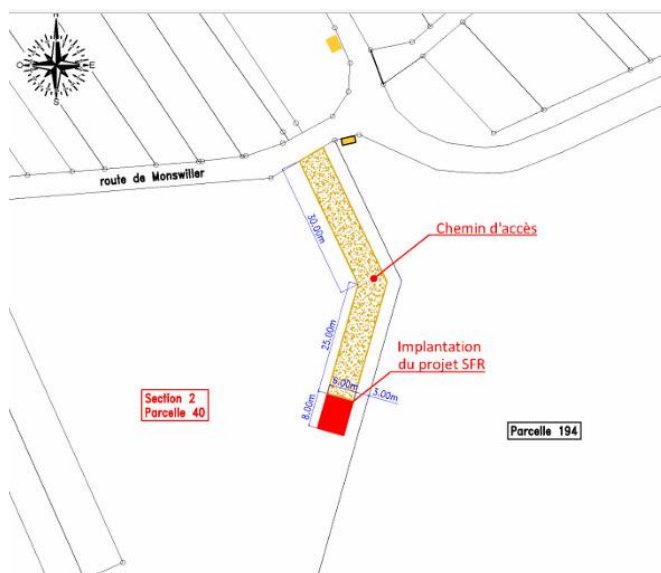 N
O
E
S
route de Monswiller
30.00m
Chemin d'accès
25.00m
Implantation
du projet SFR
6.00m
3.00m
8.00m
Section 2
Parcelle 40
Parcelle 194